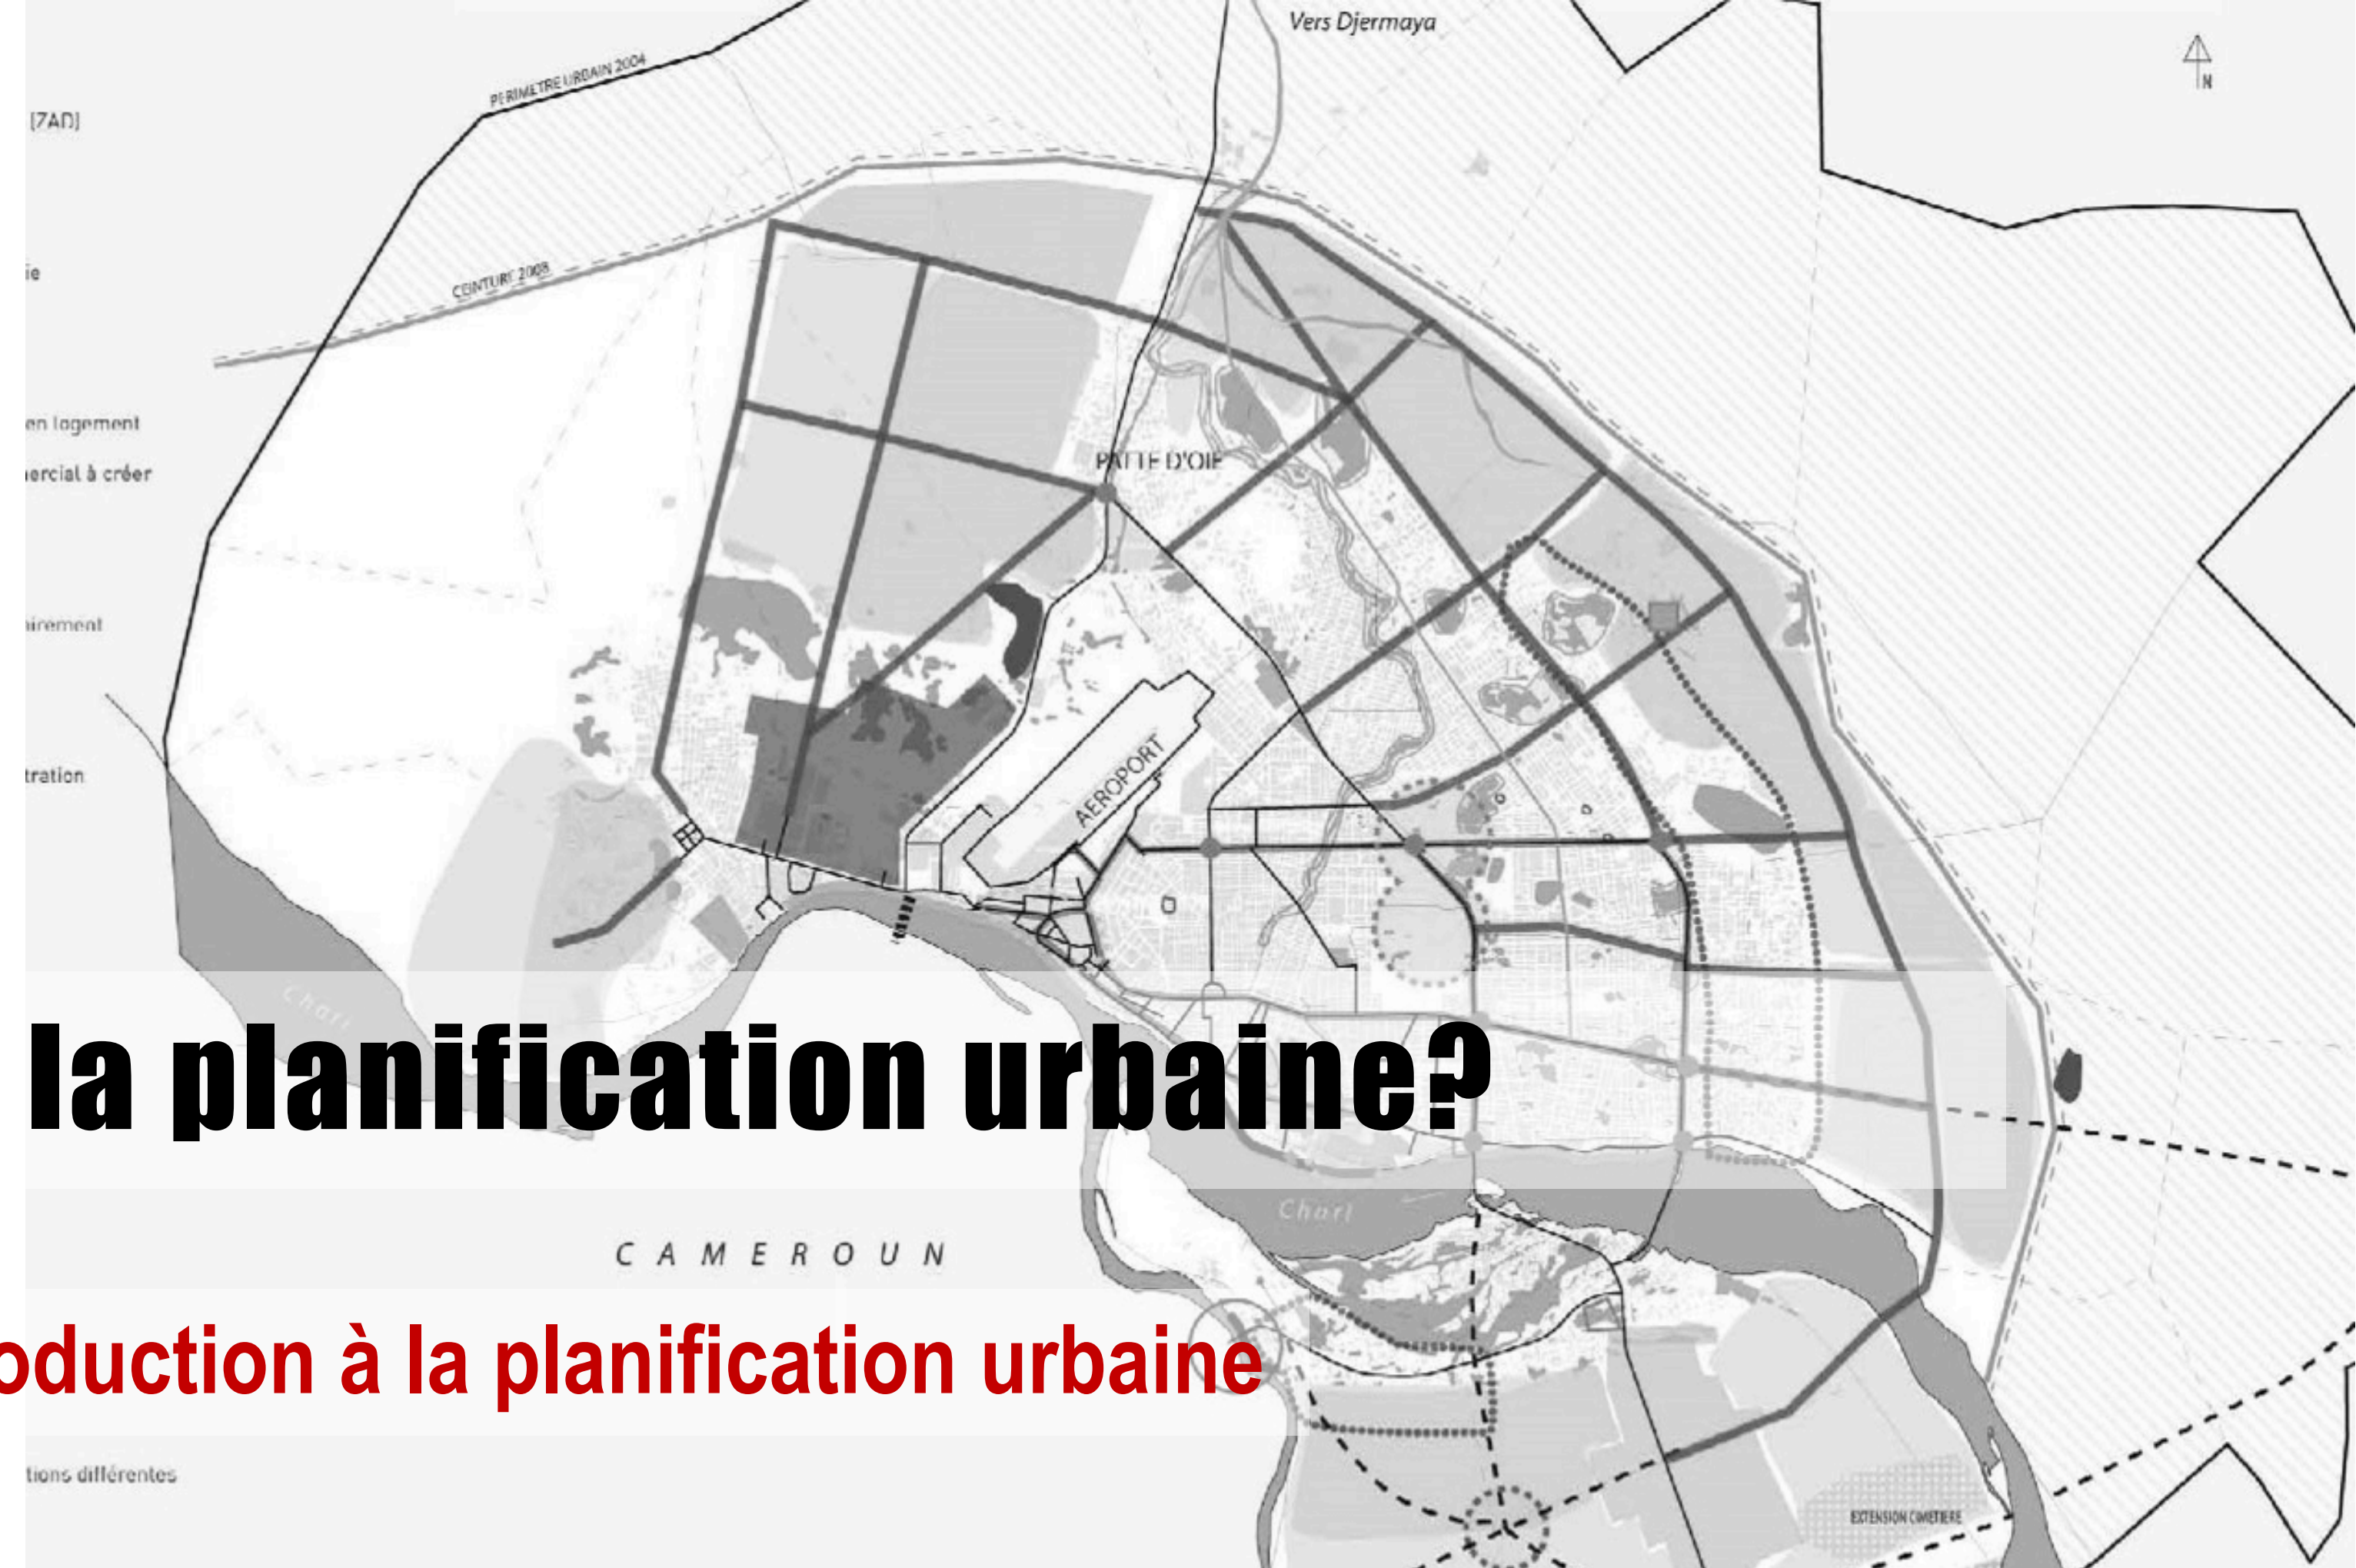 Vers Djermaya
N
PERIMETRE URBAIN 2004
[ZAD]
ie
CEINTURE 2008
en logement
PATTE D'OIE
ercial à créer
irement
AEROPORT
tration
Chari
la planification urbaine?
Chari
CAMEROUN
oduction à la planification urbaine
tions différentes
EXTENSION CIMETIERE